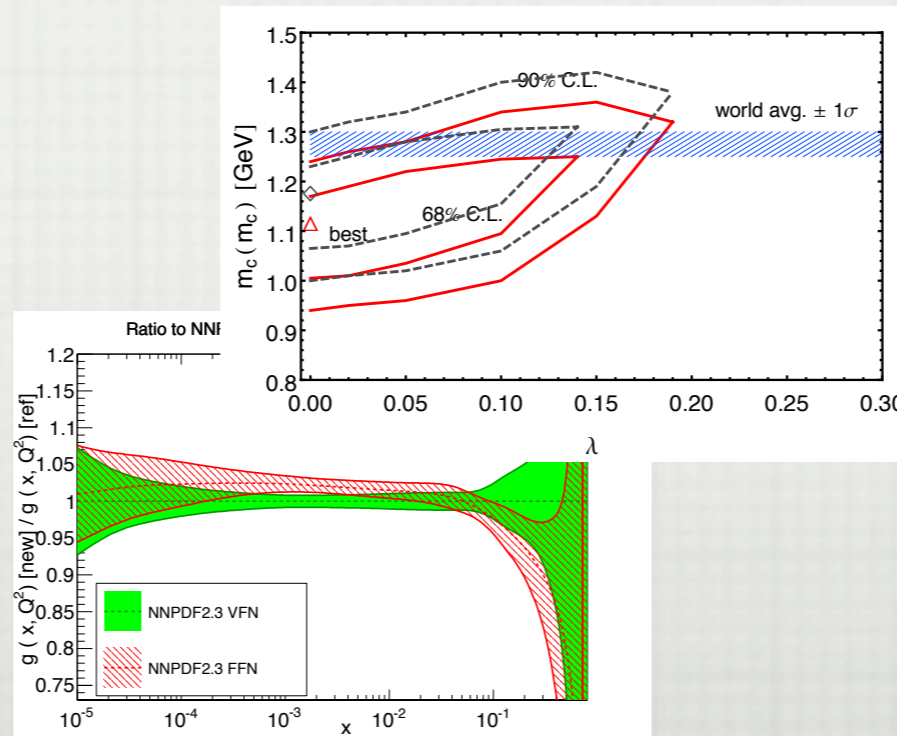 1.5
1.4
1.3
1.2
1.1
1.0
0.9
0.8
m_c(m_c) [GeV]
90% C.L.
world avg. ± 1σ
68% C.L.
best
0.00 0.05 0.10 0.15 0.20 0.25 0.30
λ
Ratio to NNP
1.2
1.15
1.1
1.05
1
0.95
0.9
0.85
0.8
0.75
g ( x, Q²) [new] / g ( x, Q²) [ref]
NNPDF2.3 VFN
NNPDF2.3 FFN
10⁻⁵ 10⁻⁴ 10⁻³ 10⁻² 10⁻¹
x